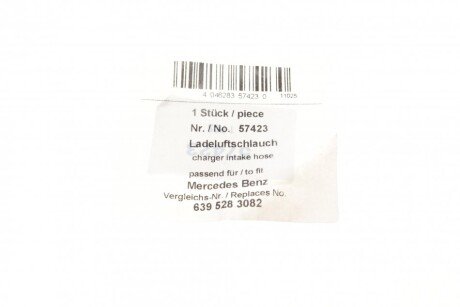 4 046283 57423 0 11025
1 Stück / piece
Nr. / No. 57423
Ladeluftschlauch
charger intake hose
passend für / to fit
Mercedes Benz
Vergleichs-Nr. / Replaces No.
639 528 3082